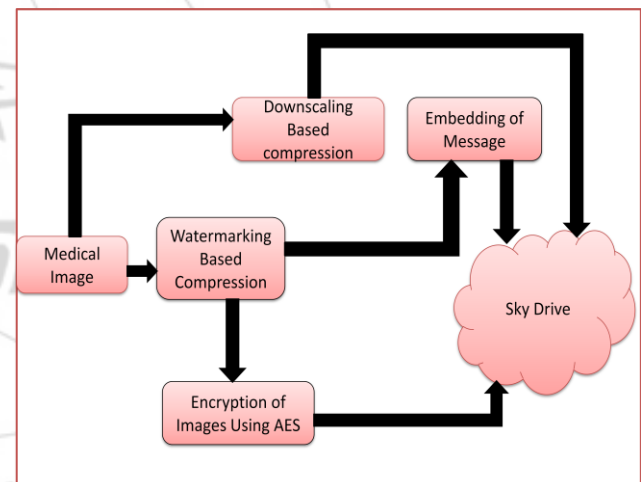 Downscaling
Based
compression
Embedding of
Message
Medical
Image
Watermarking
Based
Compression
Sky Drive
Encryption of
Images Using AES